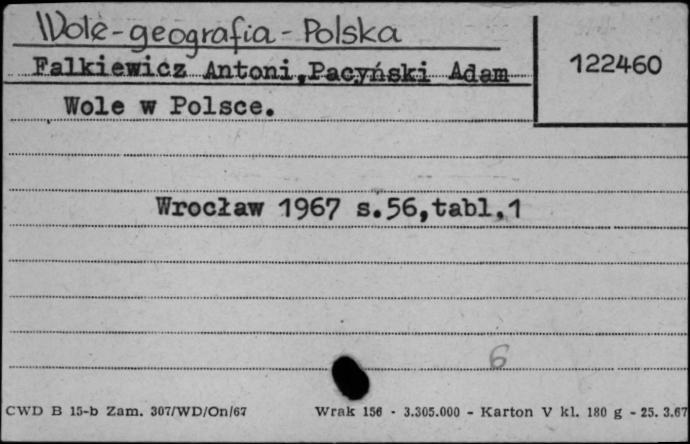 Wole - geografia - Polska
Falkiewicz Antoni, Pacyński Adam
122460
Wole w Polsce.
Wrocław 1967 s.56,tabl.1
6
CWD B 15-b Zam. 307/WD/On/67
Wrak 156 - 3.305.000 - Karton V kl. 180 g - 25. 3.67